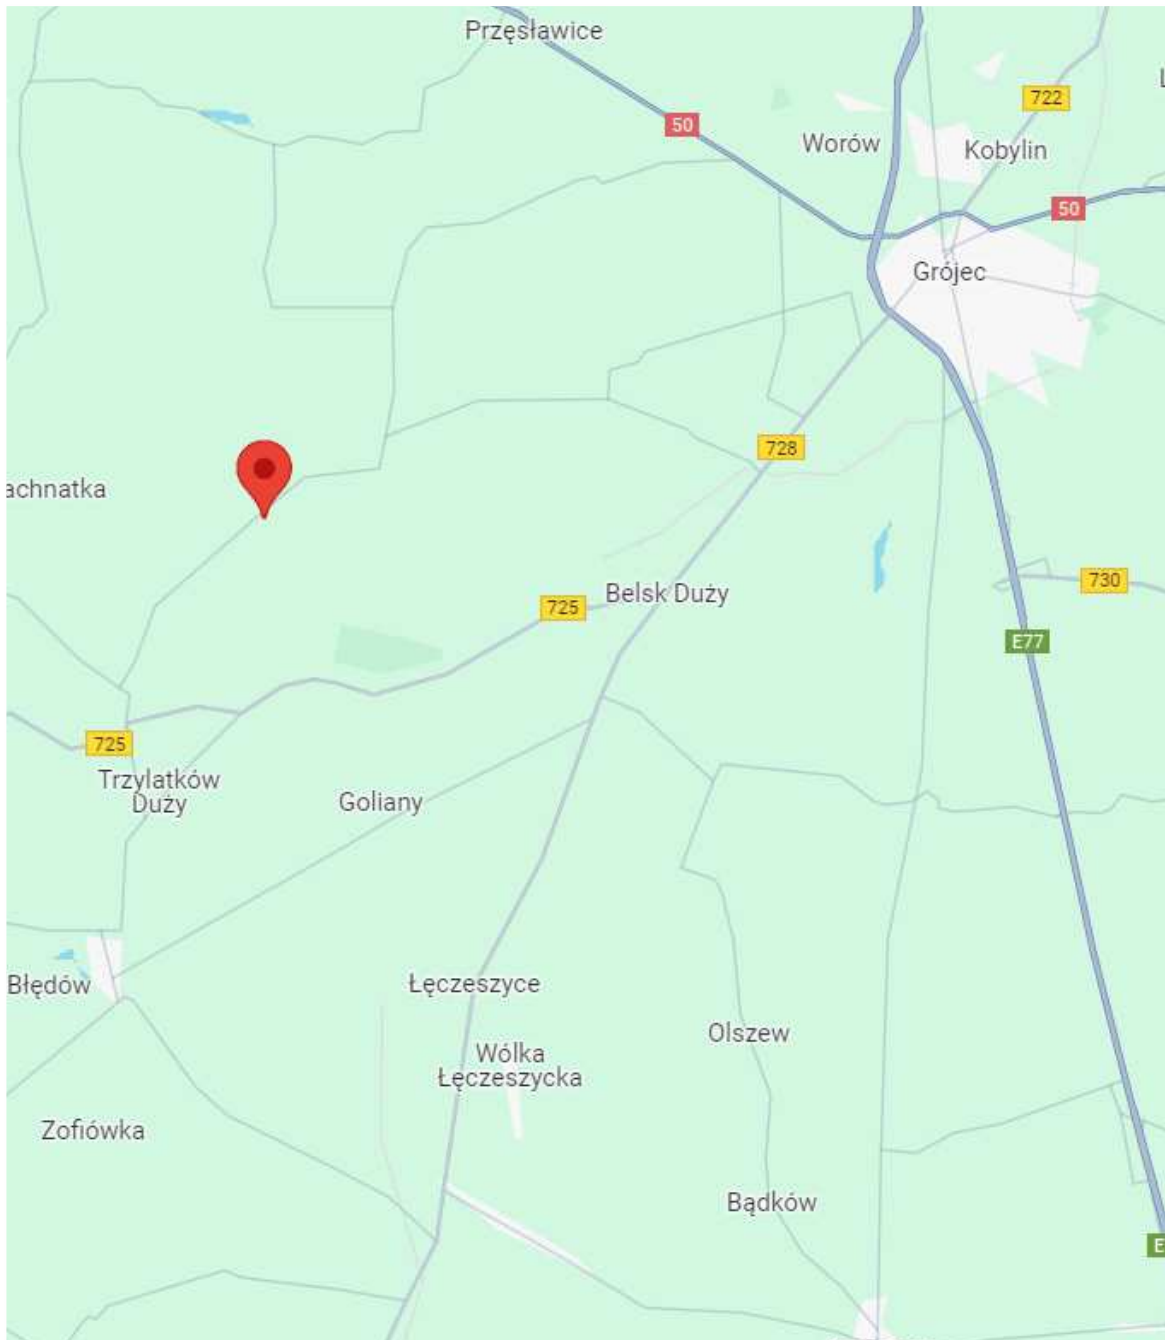 Przęsławice
722
50
Worów
Kobylin
50
Grójec
728
achnatka
730
Belsk Duży
725
E77
725
Trzylatków
Duży
Goliany
Błędów
Łęczeszyce
Olszew
Wólka
Łęczeszycka
Zofiówka
Bądków
E